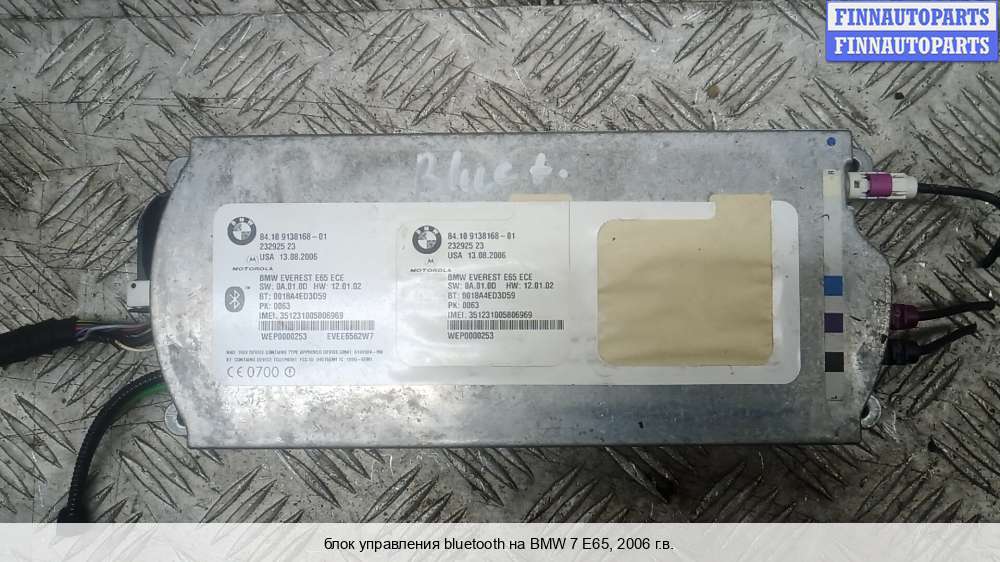 FINNAUTOPARTS
FINNAUTOPARTS
Bluet.
BMW
84.10 9138168-01
232925 23
USA 13.08.2006
MOTOROLA
BMW EVEREST E65 ECE
SW: 0A.01.0D HW: 12.01.02
BT: 0018A4ED3D59
PK: 0063
IMEI: 351231005806969
WEP0000253 EVEE6562W7
CE 0700
BMW
84.10 9138168-01
232925 23
USA 13.08.2006
MOTOROLA
BMW EVEREST E65 ECE
SW: 0A.01.0D HW: 12.01.02
BT: 0018A4ED3D59
PK: 0063
IMEI: 351231005806969
WEP0000253
блок управления bluetooth на BMW 7 E65, 2006 г.в.